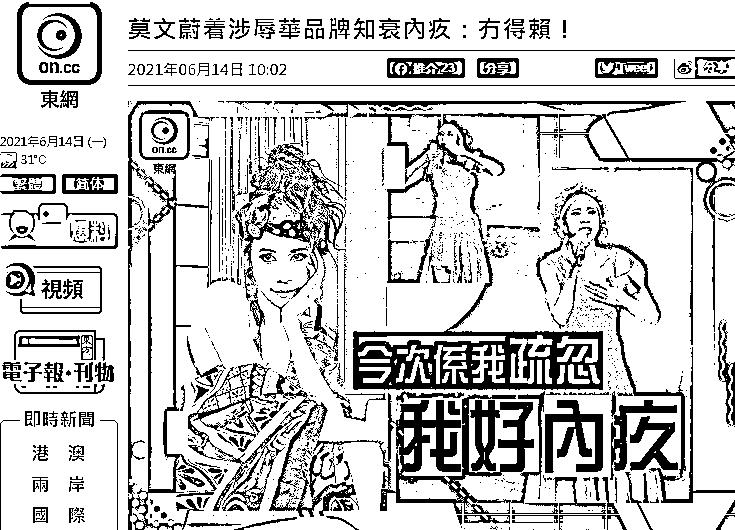 on.cc
東網
莫文蔚着涉辱華品牌知衰內疚：冇得賴！
2021年06月14日 10:02
推介 23
分享
Tweet
分享
2021年6月14日 (一)
31°C
繁體
简体
爆料
視頻
電子報·刊物
即時新聞
港 澳
兩 岸
國 際
on.cc
東網
今次係我疏忽
我好內疚